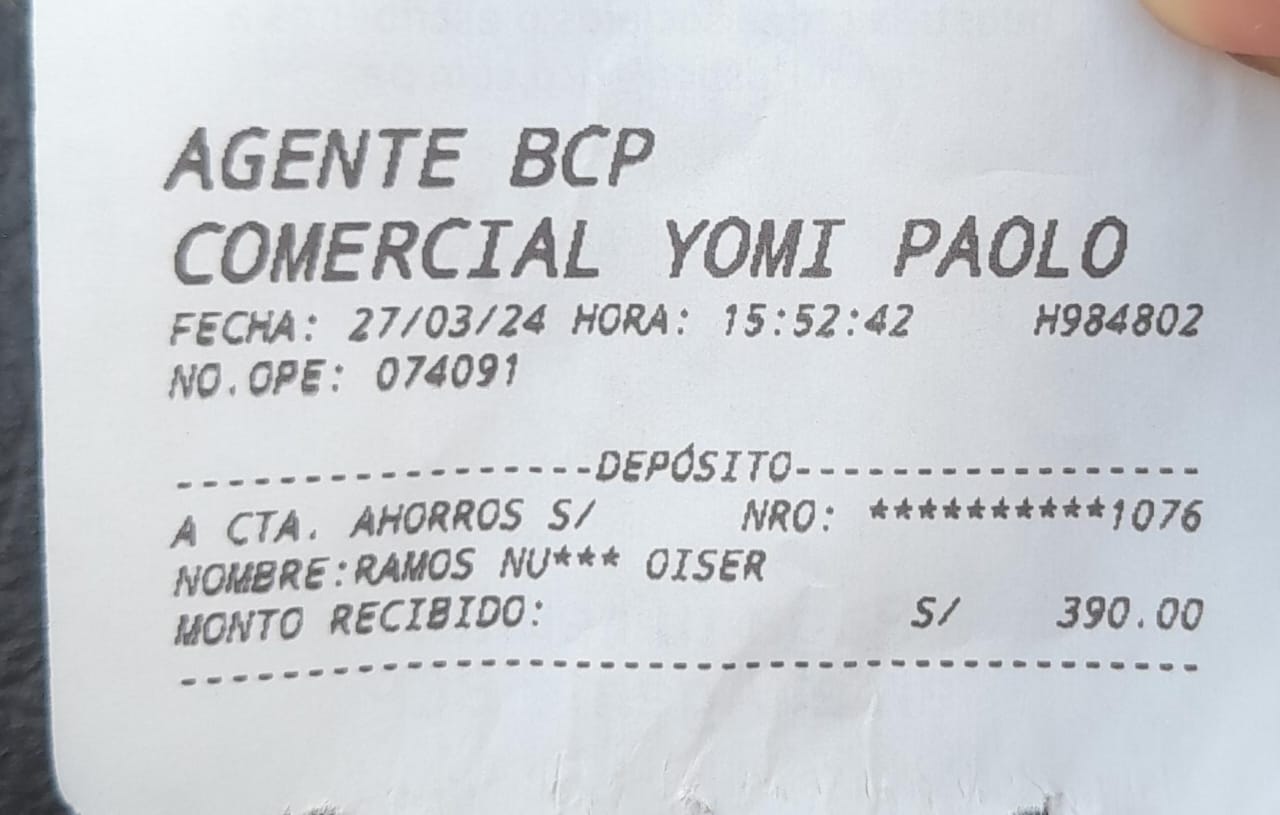 AGENTE BCP
COMERCIAL YOMI PAOLO
FECHA: 27/03/24 HORA: 15:52:42 H984802
NO.OPE: 074091
------------------DEPÓSITO------------------
A CTA. AHORROS S/ NRO: **********1076
NOMBRE:RAMOS NU*** OISER
MONTO RECIBIDO: S/ 390.00
--------------------------------------------